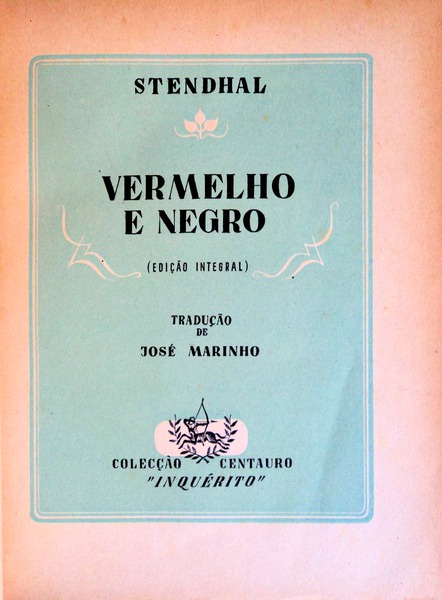 STENDHAL
VERMELHO
E NEGRO
(EDIÇÃO INTEGRAL)
TRADUÇÃO
DE
JOSÉ MARINHO
COLECÇÃO CENTAURO
"INQUÉRITO"